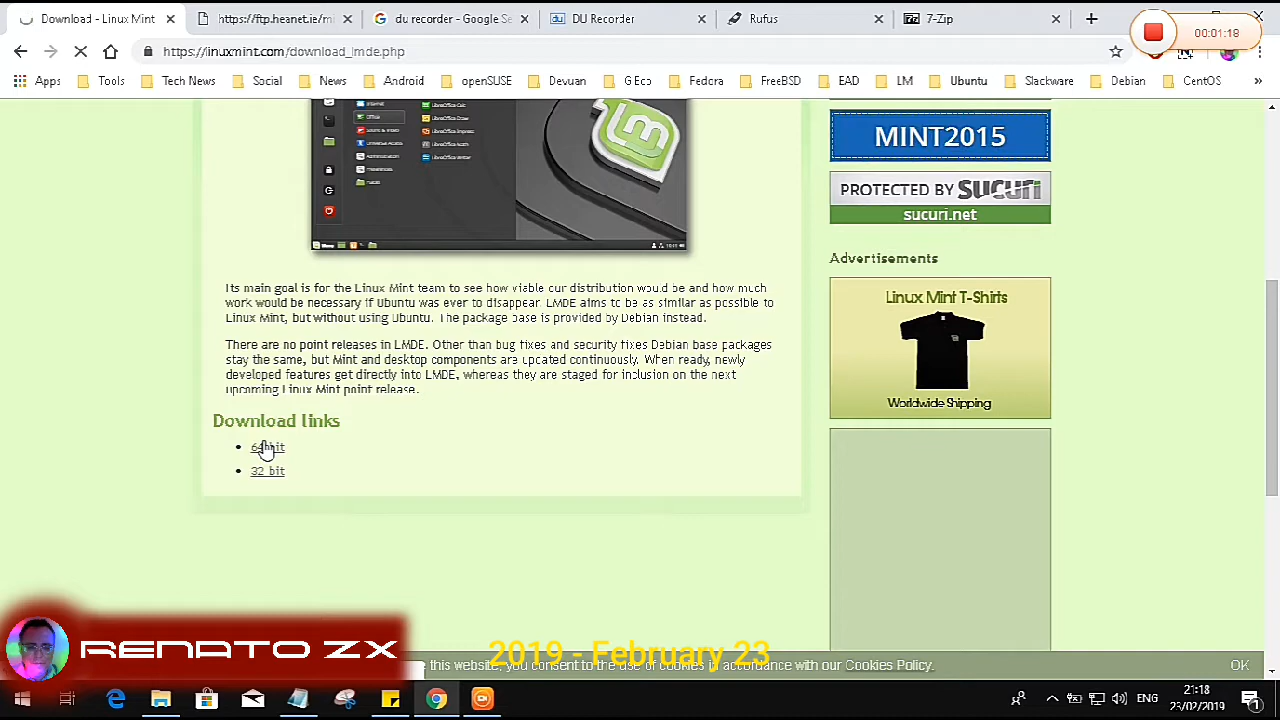 Download - Linux Mint
https://ftp.heanet.ie/mi
du recorder - Google S
DU Recorder
Rufus
7-Zip
00:01:18
https://linuxmint.com/download_lmde.php
Apps
Tools
Tech News
Social
News
Android
openSUSE
Devuan
Fedora
FreeBSD
EAD
LM
Ubuntu
Slackware
Debian
CentOS
»
MINT2015
PROTECTED BY SUCURI
sucuri.net
Advertisements
Linux Mint T-Shirts
Worldwide Shipping
Its main goal is for the Linux Mint team to see how viable our distribution would be and how much
work would be necessary if Ubuntu was ever to disappear. LMDE aims to be as similar as possible to
Linux Mint, but without using Ubuntu. The package base is provided by Debian instead.
There are no point releases in LMDE. Other than bug fixes and security fixes Debian base packages
stay the same, but Mint and desktop components are updated continuously. When ready, newly
developed features get directly into LMDE, whereas they are staged for inclusion on the next
upcoming Linux Mint point release.
Download links
64 bit
32 bit
RENATO ZX
2019 - February 23
this website, you consent to the use of cookies in accordance with our Cookies Policy.
OK
ENG
21:18
23/02/2019